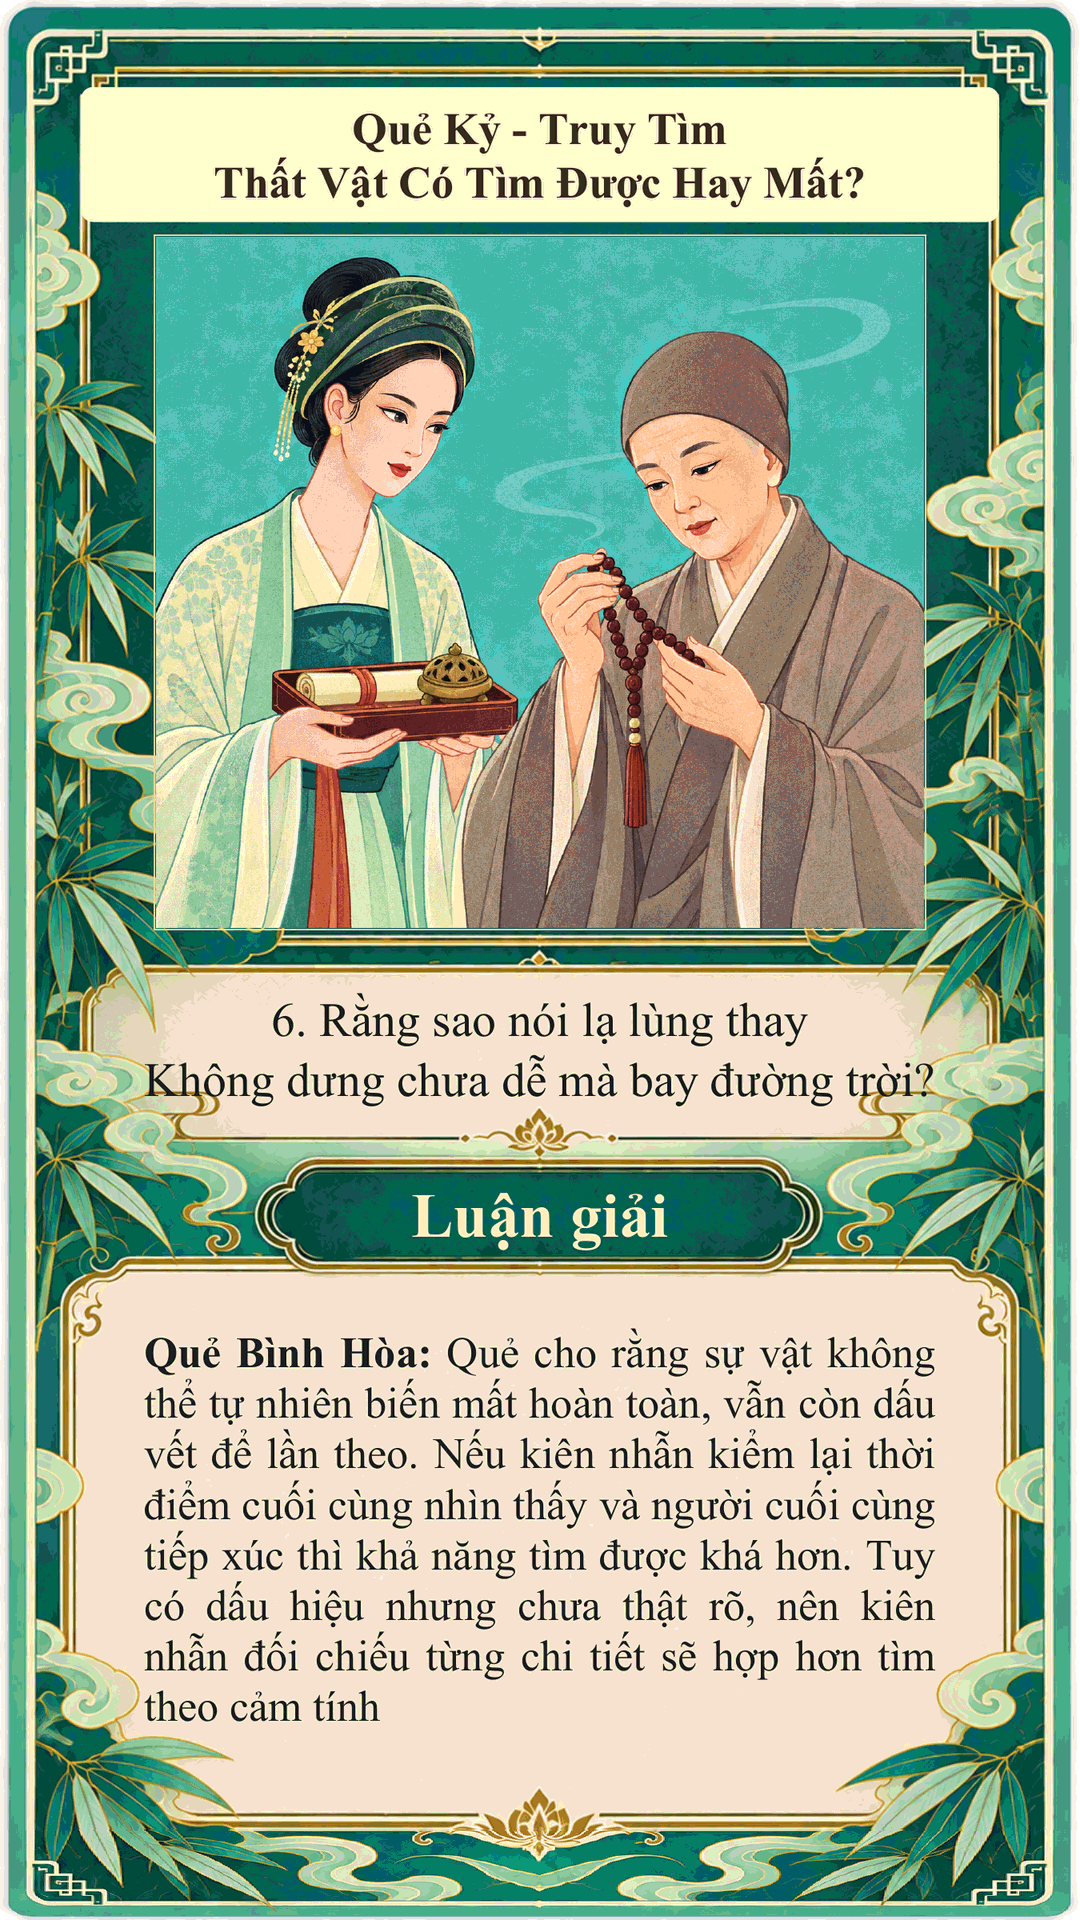 Quẻ Kỷ - Truy Tìm
Thất Vật Có Tìm Được Hay Mất?
6. Rằng sao nói lạ lùng thay
Không dưng chưa dễ mà bay đường trời?
Luận giải
Quẻ Bình Hòa: Quẻ cho rằng sự vật không
thể tự nhiên biến mất hoàn toàn, vẫn còn dấu
vết để lần theo. Nếu kiên nhẫn kiểm lại thời
điểm cuối cùng nhìn thấy và người cuối cùng
tiếp xúc thì khả năng tìm được khá hơn. Tuy
có dấu hiệu nhưng chưa thật rõ, nên kiên
nhẫn đối chiếu từng chi tiết sẽ hợp hơn tìm
theo cảm tính